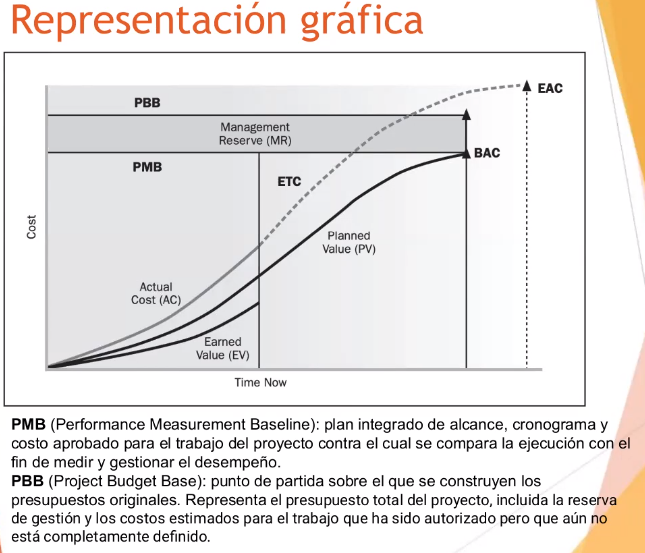 Representación gráfica
EAC
PBB
Management
Reserve (MR)
BAC
PMB
ETC
Cost
Planned
Value (PV)
Actual
Cost (AC)
Earned
Value (EV)
Time Now
PMB (Performance Measurement Baseline): plan integrado de alcance, cronograma y
costo aprobado para el trabajo del proyecto contra el cual se compara la ejecución con el
fin de medir y gestionar el desempeño.
PBB (Project Budget Base): punto de partida sobre el que se construyen los
presupuestos originales. Representa el presupuesto total del proyecto, incluida la reserva
de gestión y los costos estimados para el trabajo que ha sido autorizado pero que aún no
está completamente definido.